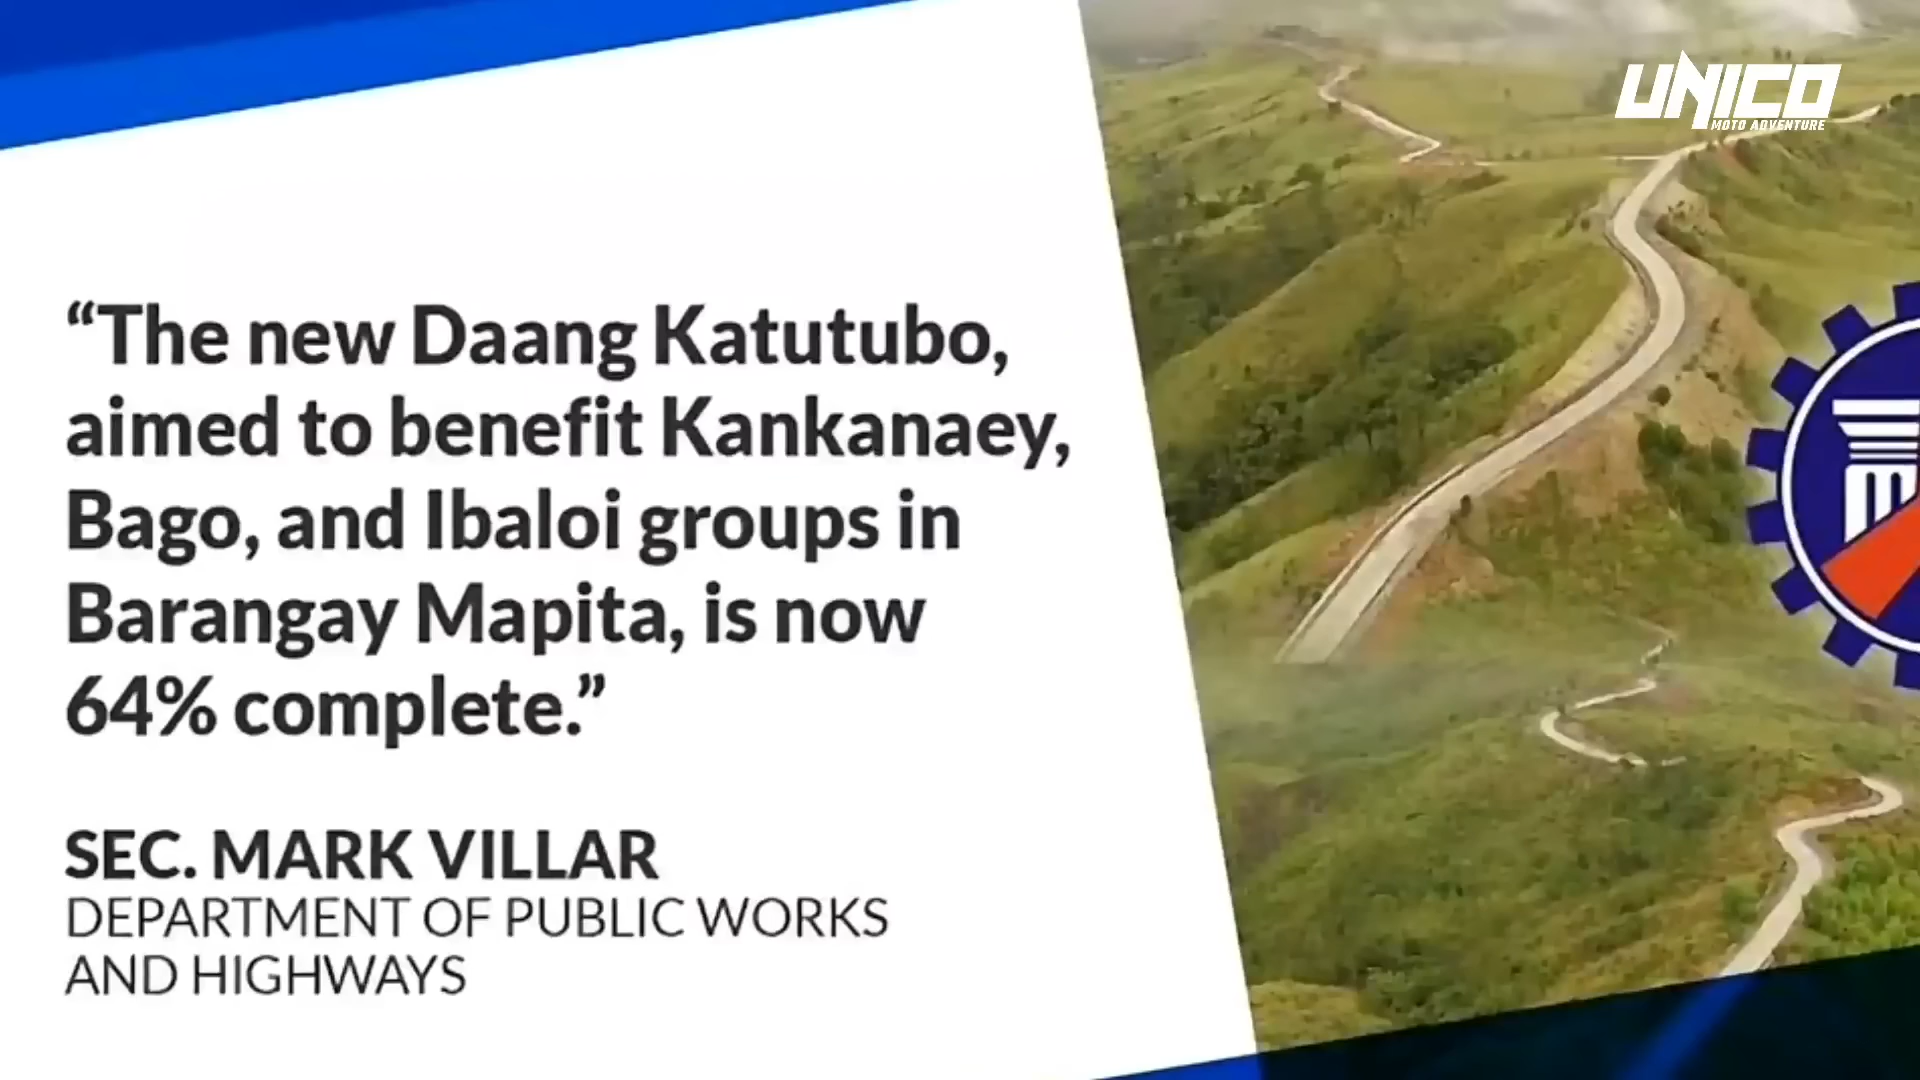 UNICO
MOTO ADVENTURE
“The new Daang Katutubo,
aimed to benefit Kankanaey,
Bago, and Ibaloi groups in
Barangay Mapita, is now
64% complete.”
SEC. MARK VILLAR
DEPARTMENT OF PUBLIC WORKS
AND HIGHWAYS